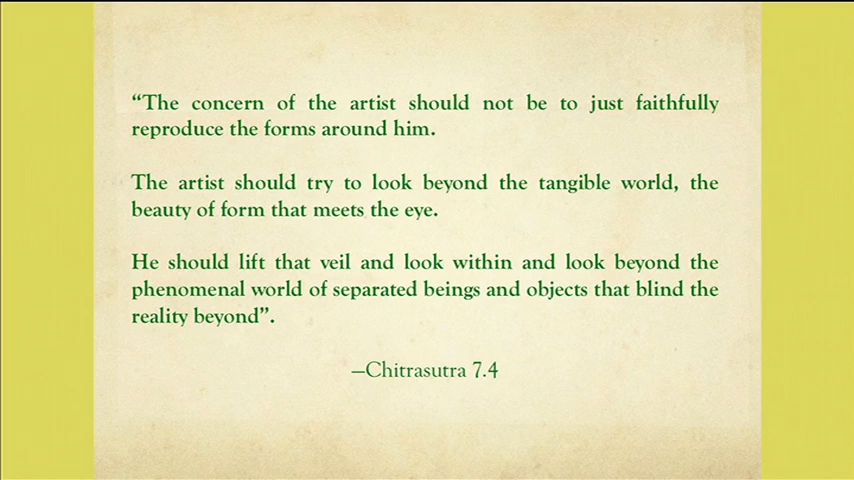 “The concern of the artist should not be to just faithfully
reproduce the forms around him.
The artist should try to look beyond the tangible world, the
beauty of form that meets the eye.
He should lift that veil and look within and look beyond the
phenomenal world of separated beings and objects that blind the
reality beyond”.
–Chitrasutra 7.4